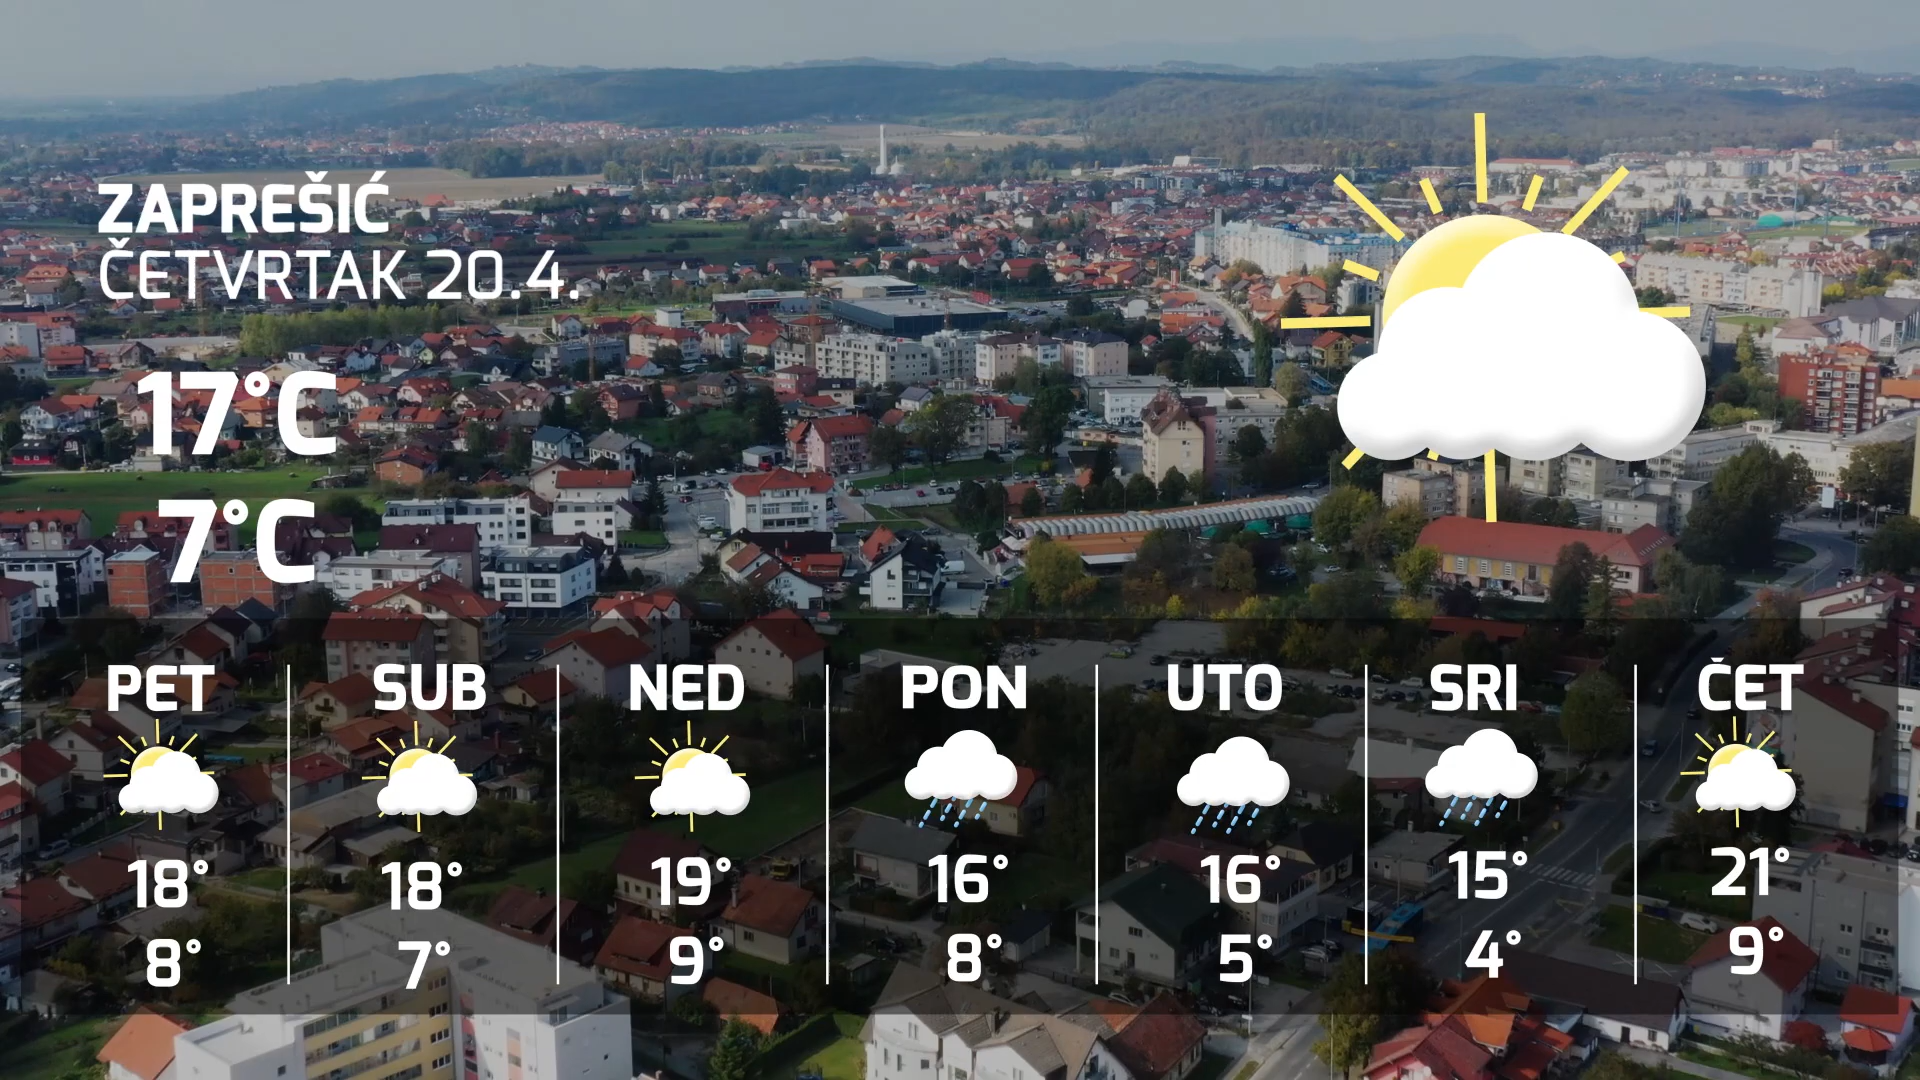 ZAPREŠIĆ
ČETVRTAK 20.4.
17°C
7°C
PET SUB NED PON UTO SRI ČET
18° 18° 19° 16° 16° 15° 21°
8° 7° 9° 8° 5° 4° 9°